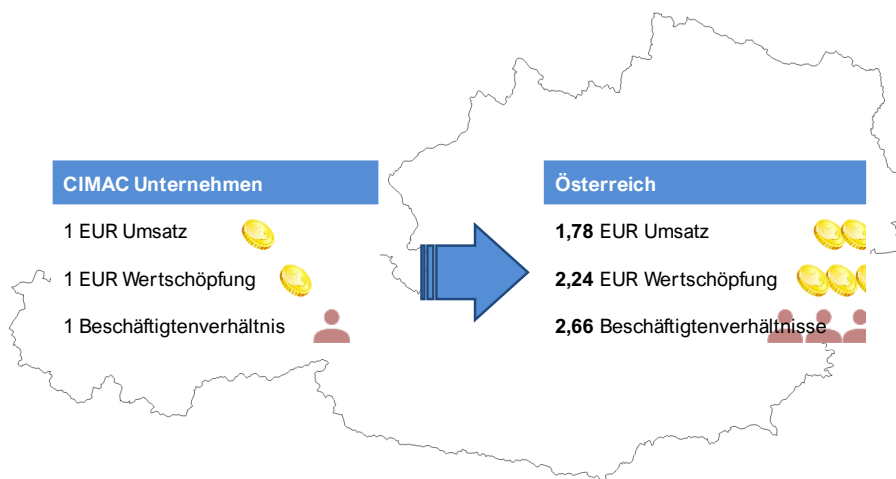 CIMAC Unternehmen
1 EUR Umsatz
1 EUR Wertschöpfung
1 Beschäftigtenverhältnis
Österreich
1,78 EUR Umsatz
2,24 EUR Wertschöpfung
2,66 Beschäftigtenverhältnisse